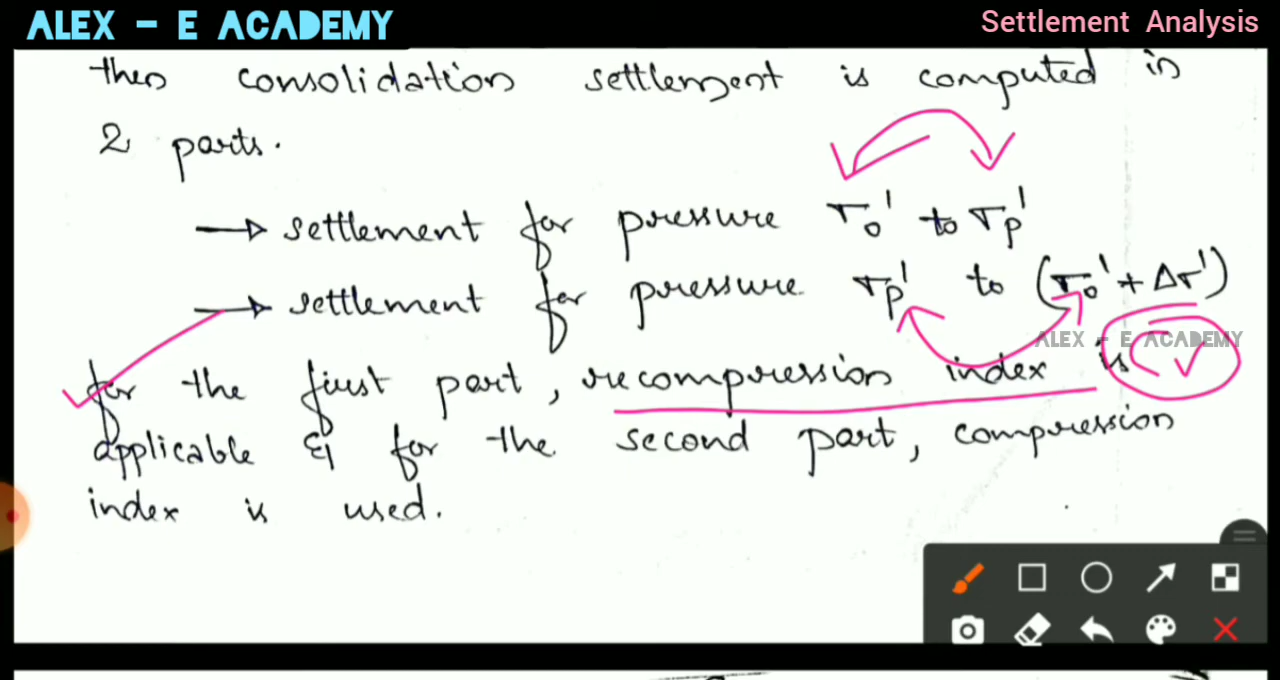 ALEX - E ACADEMY
Settlement Analysis
then consolidation settlement is computed in
2 parts.
→ settlement for pressure σ₀' to σp'
→ settlement for pressure σp' to (σ₀' + Δσ')
ALEX - E ACADEMY
for the first part, recompression index is
applicable & for the second part, compression
index is used.